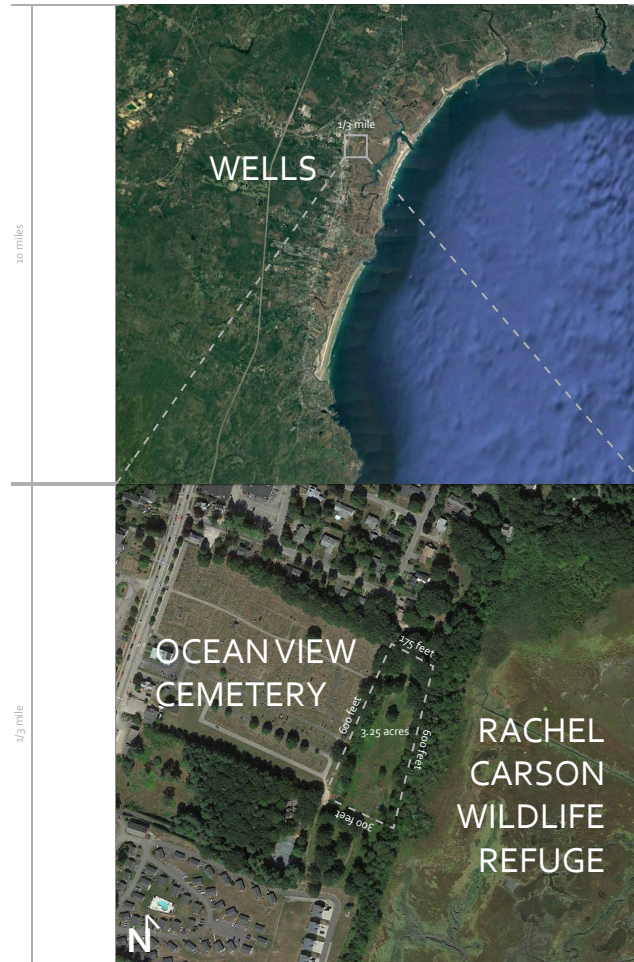 10 miles
1/3 mile
WELLS
1/3 mile
OCEAN VIEW
CEMETERY
175 feet
600 feet
3.25 acres
600 feet
300 feet
RACHEL
CARSON
WILDLIFE
REFUGE
N